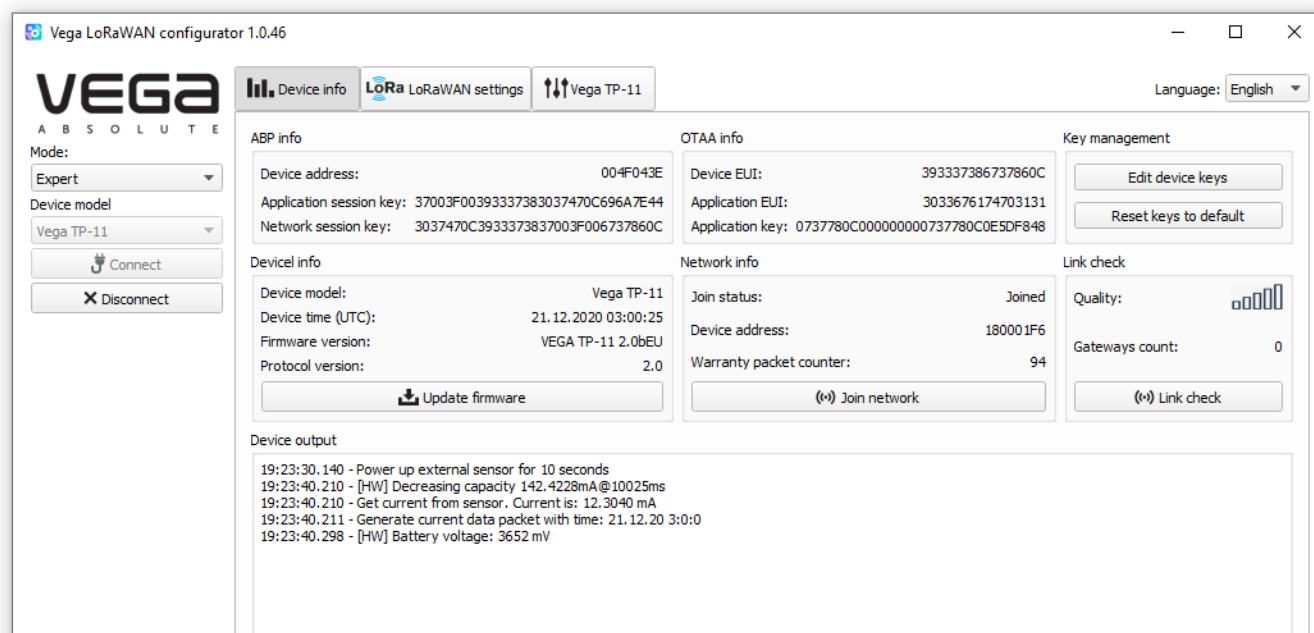 Vega LoRaWAN configurator 1.0.46
VEGA
ABSOLUTE
Mode:
Expert
Device model
Vega TP-11
Connect
Disconnect
Device info
LoRa LoRaWAN settings
Vega TP-11
Language: English
ABP info
Device address: 004F043E
Application session key: 37003F00393337383037470C696A7E44
Network session key: 3037470C3933373837003F006737860C
OTAA info
Device EUI: 393337386737860C
Application EUI: 3033676174703131
Application key: 0737780C000000000737780C0E5DF848
Key management
Edit device keys
Reset keys to default
Devicel info
Device model: Vega TP-11
Device time (UTC): 21.12.2020 03:00:25
Firmware version: VEGA TP-11 2.0bEU
Protocol version: 2.0
Update firmware
Network info
Join status: Joined
Device address: 180001F6
Warranty packet counter: 94
Join network
Link check
Quality:
Gateways count: 0
Link check
Device output
19:23:30.140 - Power up external sensor for 10 seconds
19:23:40.210 - [HW] Decreasing capacity 142.4228mA@10025ms
19:23:40.210 - Get current from sensor. Current is: 12.3040 mA
19:23:40.211 - Generate current data packet with time: 21.12.20 3:0:0
19:23:40.298 - [HW] Battery voltage: 3652 mV